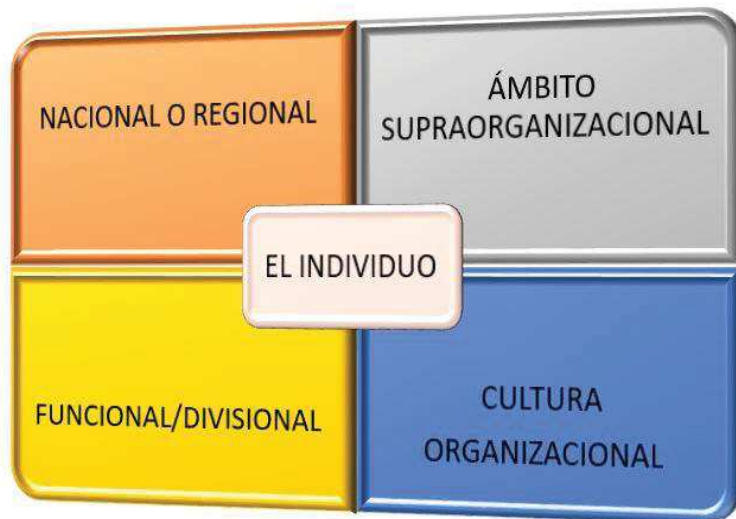 NACIONAL O REGIONAL
ÁMBITO
SUPRAORGANIZACIONAL
EL INDIVIDUO
FUNCIONAL/DIVISIONAL
CULTURA
ORGANIZACIONAL